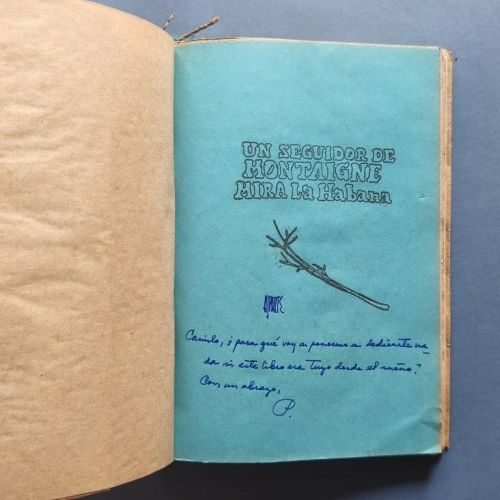 UN SEGUIDOR DE
MONTAIGNE
MIRA La Habana
Camilo, ¿para qué voy a ponerme a dedicarte na-
da si este libro era tuyo desde el sueño?
Con un abrazo,
P.